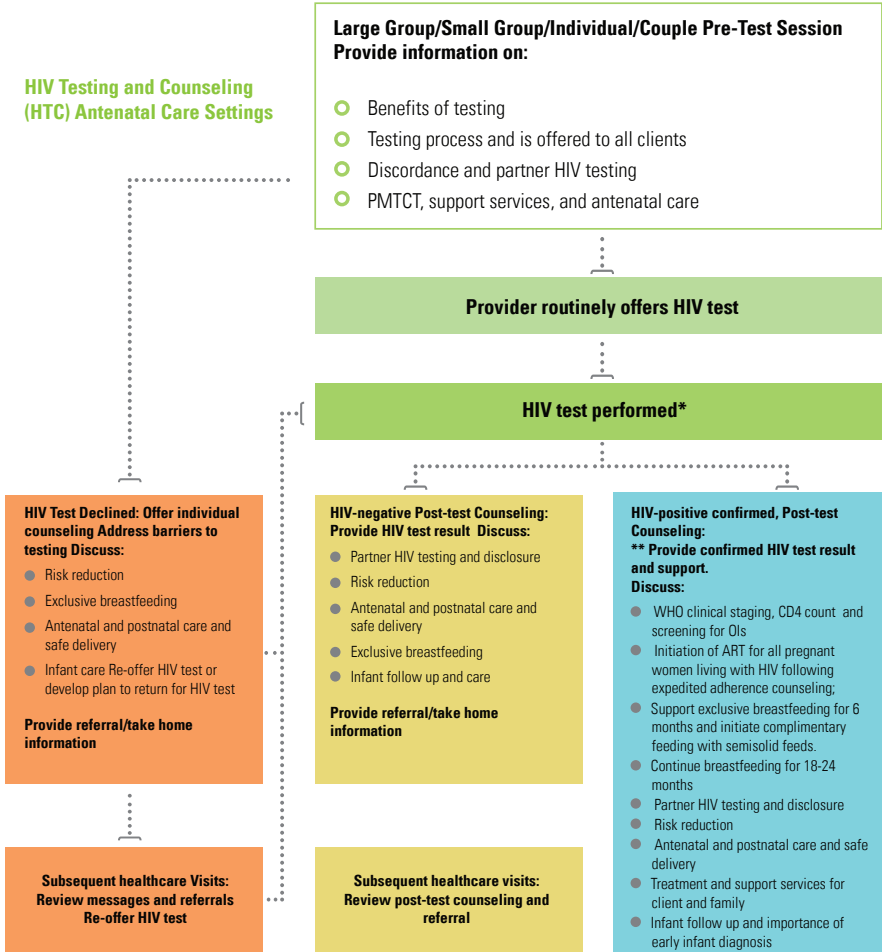 Large Group/Small Group/Individual/Couple Pre-Test Session
Provide information on:
HIV Testing and Counseling
(HTC) Antenatal Care Settings
Benefits of testing
Testing process and is offered to all clients
Discordance and partner HIV testing
PMTCT, support services, and antenatal care
Provider routinely offers HIV test
HIV test performed*
HIV Test Declined: Offer individual
counseling Address barriers to
testing Discuss:
Risk reduction
Exclusive breastfeeding
Antenatal and postnatal care and
safe delivery
Infant care Re-offer HIV test or
develop plan to return for HIV test
Provide referral/take home
information
HIV-negative Post-test Counseling:
Provide HIV test result Discuss:
Partner HIV testing and disclosure
Risk reduction
Antenatal and postnatal care and
safe delivery
Exclusive breastfeeding
Infant follow up and care
Provide referral/take home
information
HIV-positive confirmed, Post-test
Counseling:
** Provide confirmed HIV test result
and support.
Discuss:
WHO clinical staging, CD4 count and
screening for OIs
Initiation of ART for all pregnant
women living with HIV following
expedited adherence counseling;
Support exclusive breastfeeding for 6
months and initiate complimentary
feeding with semisolid feeds.
Continue breastfeeding for 18-24
months
Partner HIV testing and disclosure
Risk reduction
Antenatal and postnatal care and safe
delivery
Treatment and support services for
client and family
Infant follow up and importance of
early infant diagnosis
Subsequent healthcare Visits:
Review messages and referrals
Re-offer HIV test
Subsequent healthcare visits:
Review post-test counseling and
referral